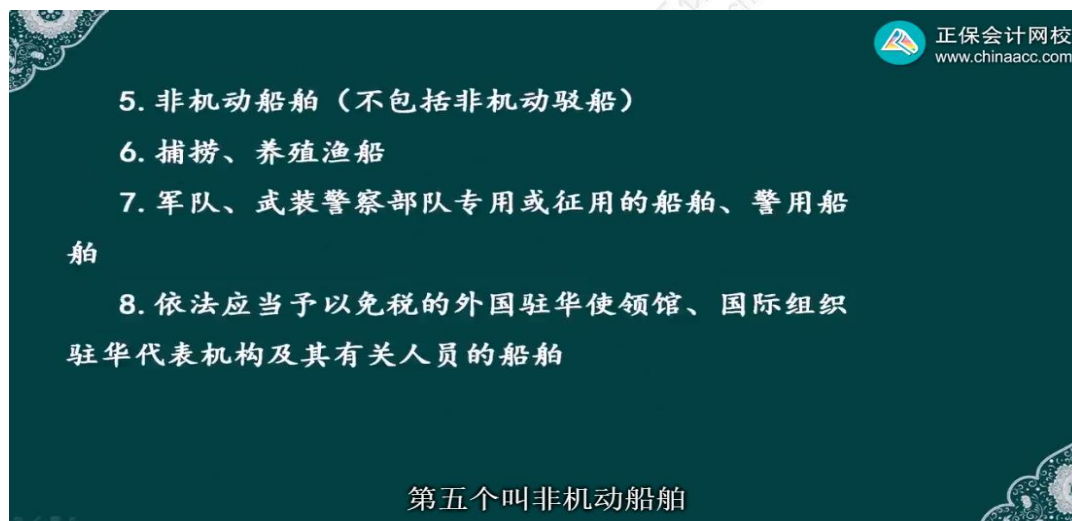 正保会计网校
www.chinaacc.com
5. 非机动船舶（不包括非机动驳船）
6. 捕捞、养殖渔船
7. 军队、武装警察部队专用或征用的船舶、警用船
舶
8. 依法应当予以免税的外国驻华使领馆、国际组织
驻华代表机构及其有关人员的船舶
第五个叫非机动船舶